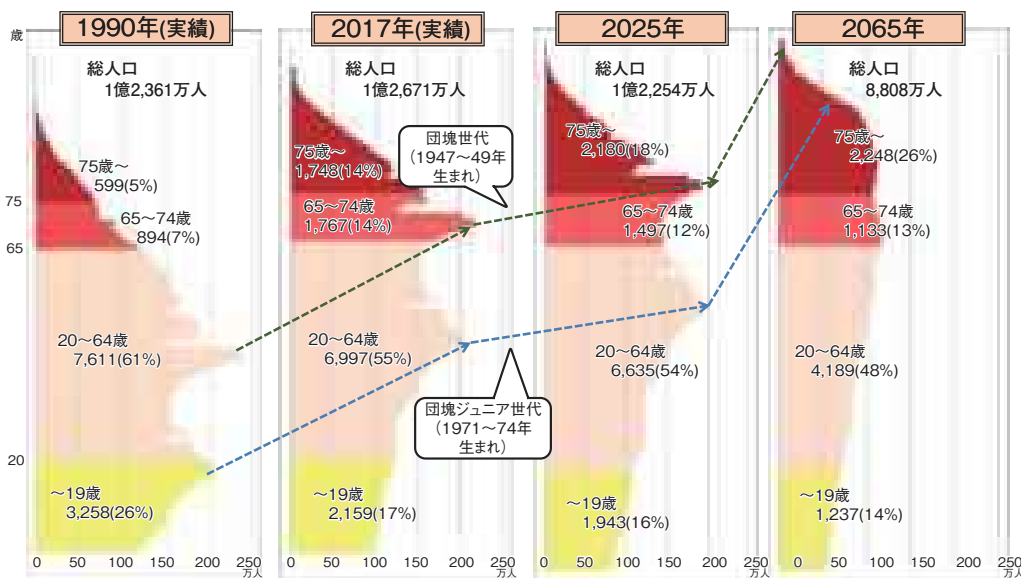 1990年(実績)
2017年(実績)
2025年
2065年
歳
総人口
1億2,361万人
総人口
1億2,671万人
総人口
1億2,254万人
総人口
8,808万人
75歳～
599(5%)
65～74歳
894(7%)
20～64歳
7,611(61%)
～19歳
3,258(26%)
75歳～
1,748(14%)
65～74歳
1,767(14%)
20～64歳
6,997(55%)
～19歳
2,159(17%)
団塊世代
（1947～49年
生まれ）
団塊ジュニア世代
（1971～74年
生まれ）
75歳～
2,180(18%)
65～74歳
1,497(12%)
20～64歳
6,635(54%)
～19歳
1,943(16%)
75歳～
2,248(26%)
65～74歳
1,133(13%)
20～64歳
4,189(48%)
～19歳
1,237(14%)
75
65
20
0 50 100 150 200 250
万人
0 50 100 150 200 250
万人
0 50 100 150 200 250
万人
0 50 100 150 200 250
万人